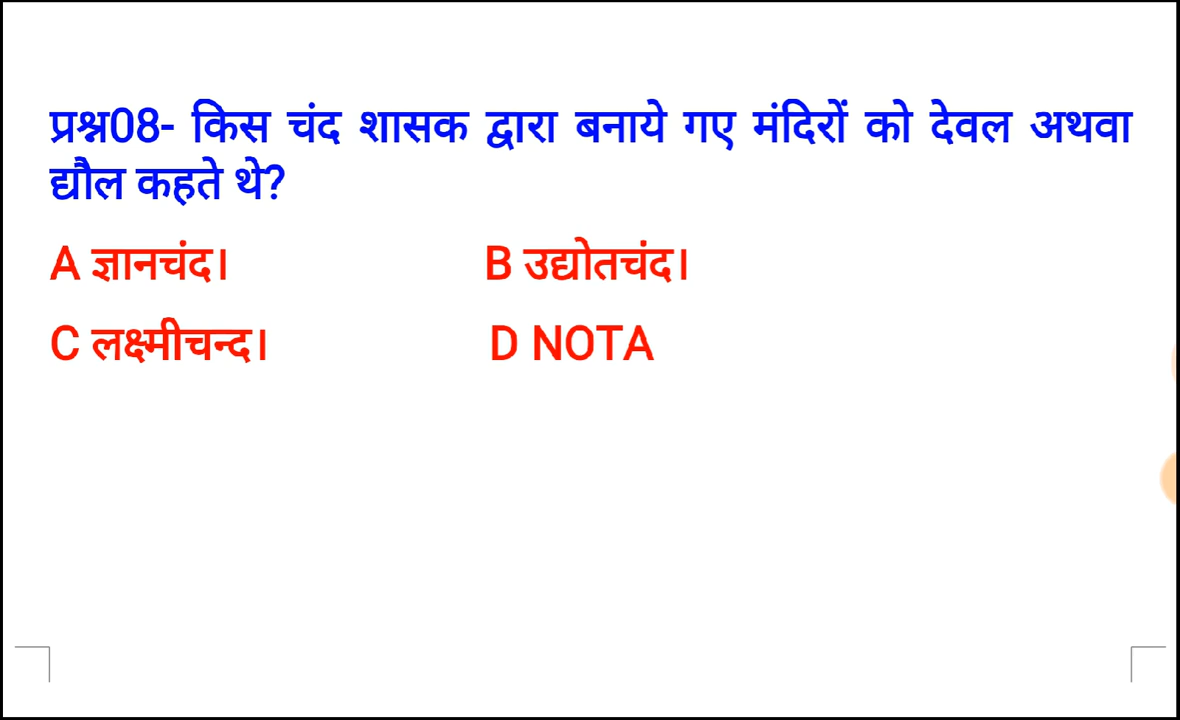 प्रश्न08- किस चंद शासक द्वारा बनाये गए मंदिरों को देवल अथवा
द्यौल कहते थे?
A ज्ञानचंद। B उद्योतचंद।
C लक्ष्मीचन्द। D NOTA